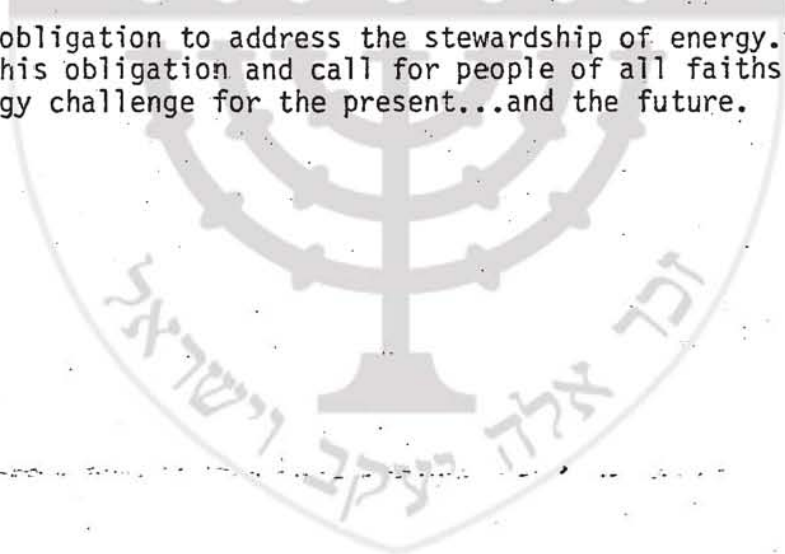 obligation to address the stewardship of energy.
his obligation and call for people of all faiths
gy challenge for the present...and the future.
זכר אלה יעקב וישראל